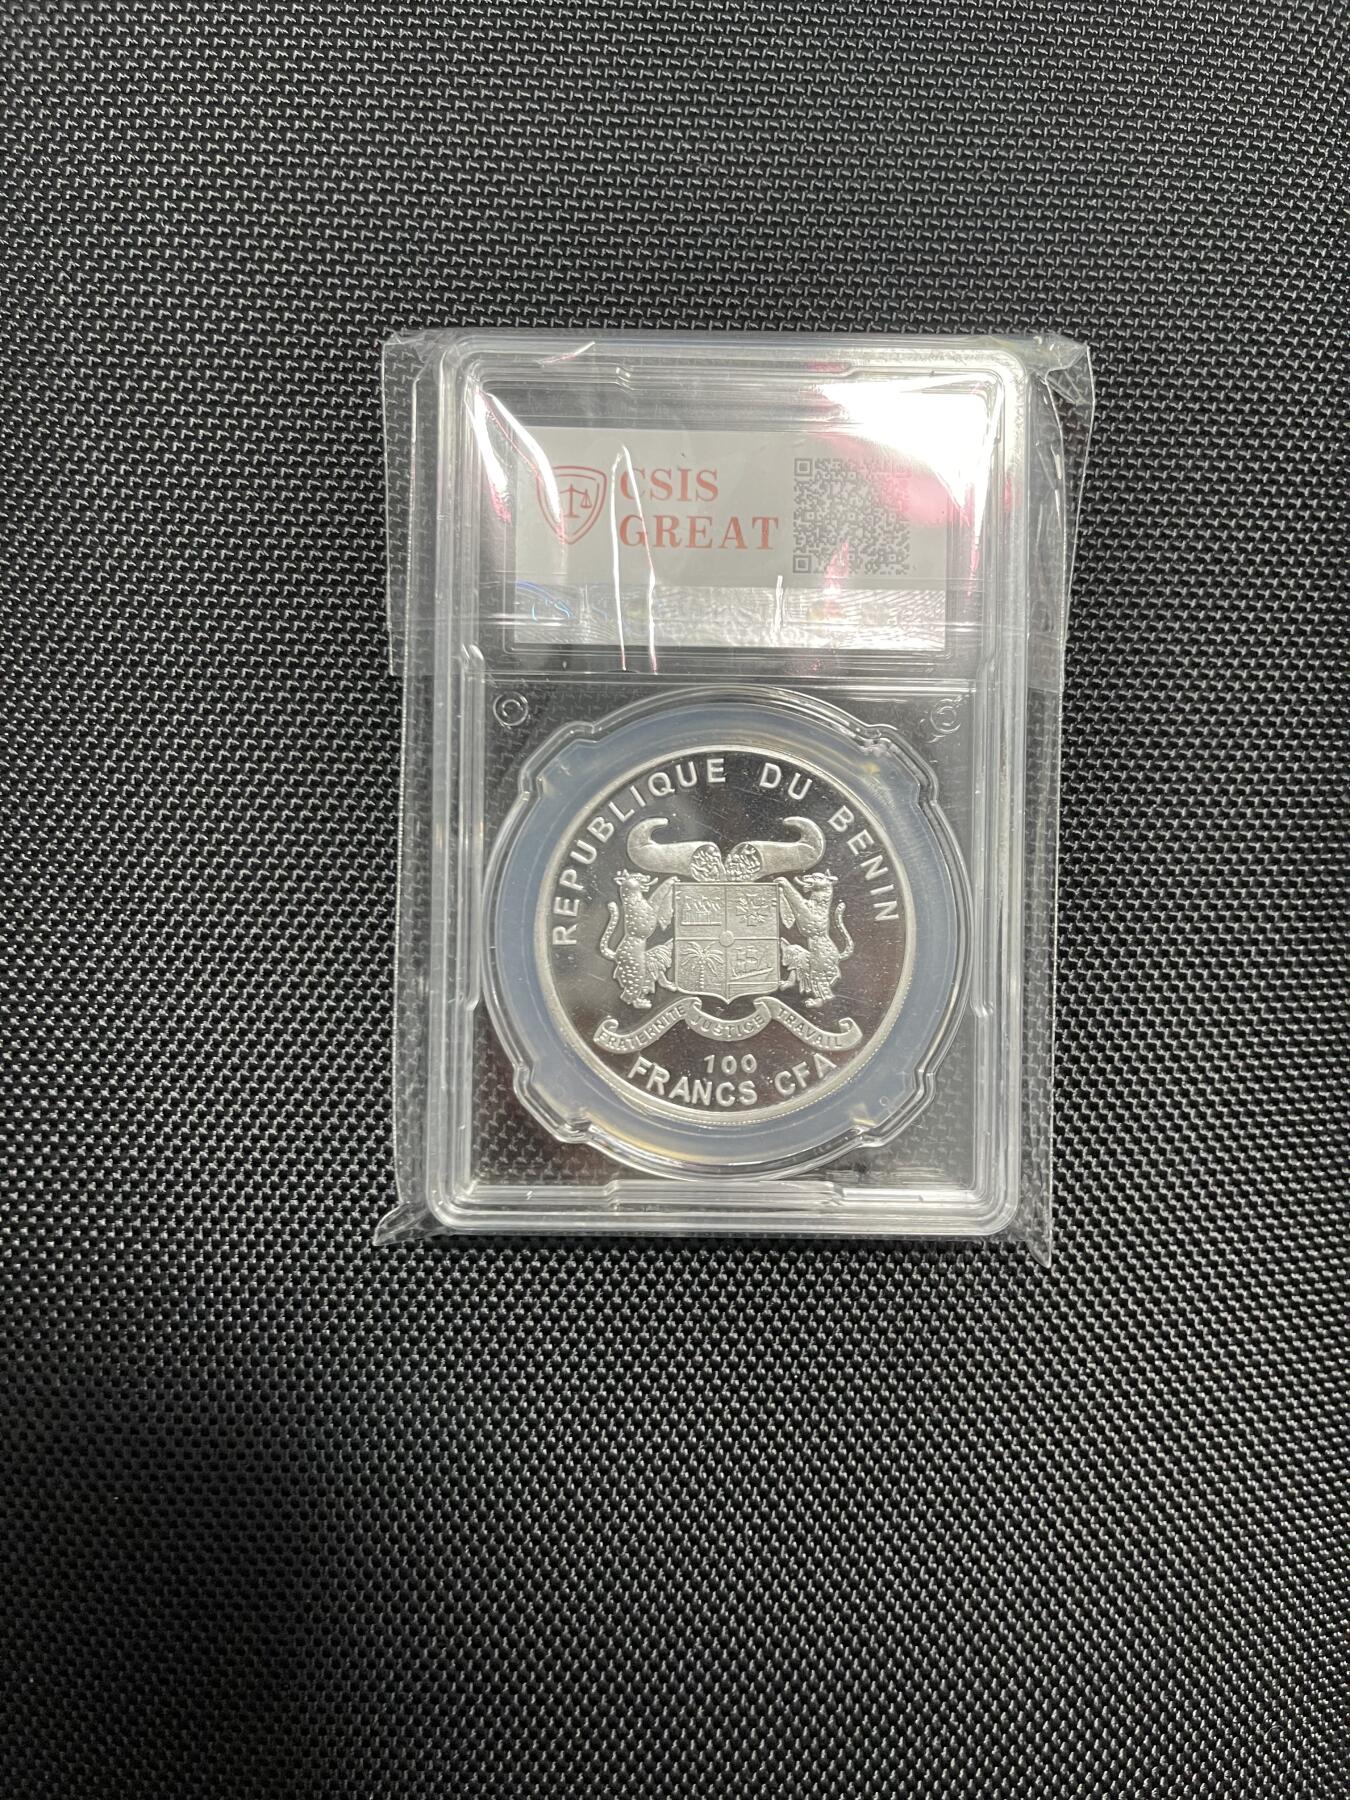 CSIS
GREAT
REPUBLIQUE DU BENIN
FRATERNITE JUSTICE TRAVAIL
100
FRANCS CFA